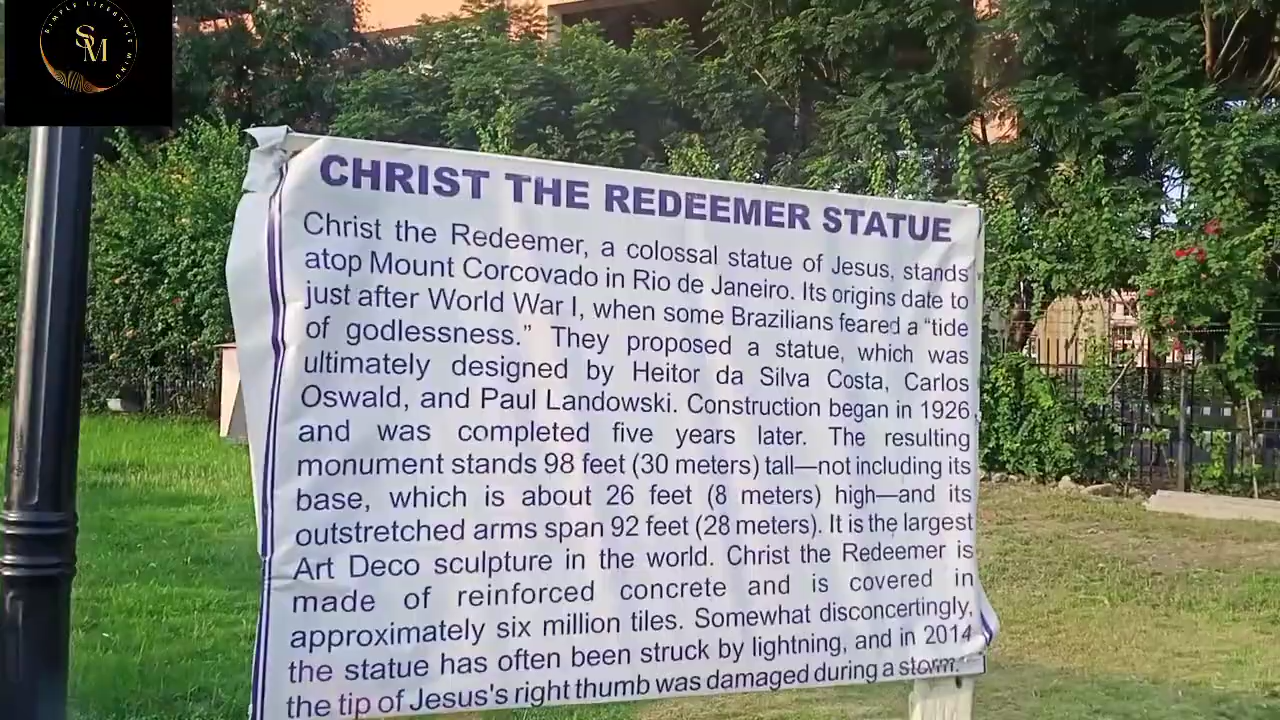 SIMPLE LIFESTYLE MINU
SM
CHRIST THE REDEEMER STATUE
Christ the Redeemer, a colossal statue of Jesus, stands
atop Mount Corcovado in Rio de Janeiro. Its origins date to
just after World War I, when some Brazilians feared a “tide
of godlessness.” They proposed a statue, which was
ultimately designed by Heitor da Silva Costa, Carlos
Oswald, and Paul Landowski. Construction began in 1926,
and was completed five years later. The resulting
monument stands 98 feet (30 meters) tall—not including its
base, which is about 26 feet (8 meters) high—and its
outstretched arms span 92 feet (28 meters). It is the largest
Art Deco sculpture in the world. Christ the Redeemer is
made of reinforced concrete and is covered in
approximately six million tiles. Somewhat disconcertingly,
the statue has often been struck by lightning, and in 2014
the tip of Jesus's right thumb was damaged during a storm.